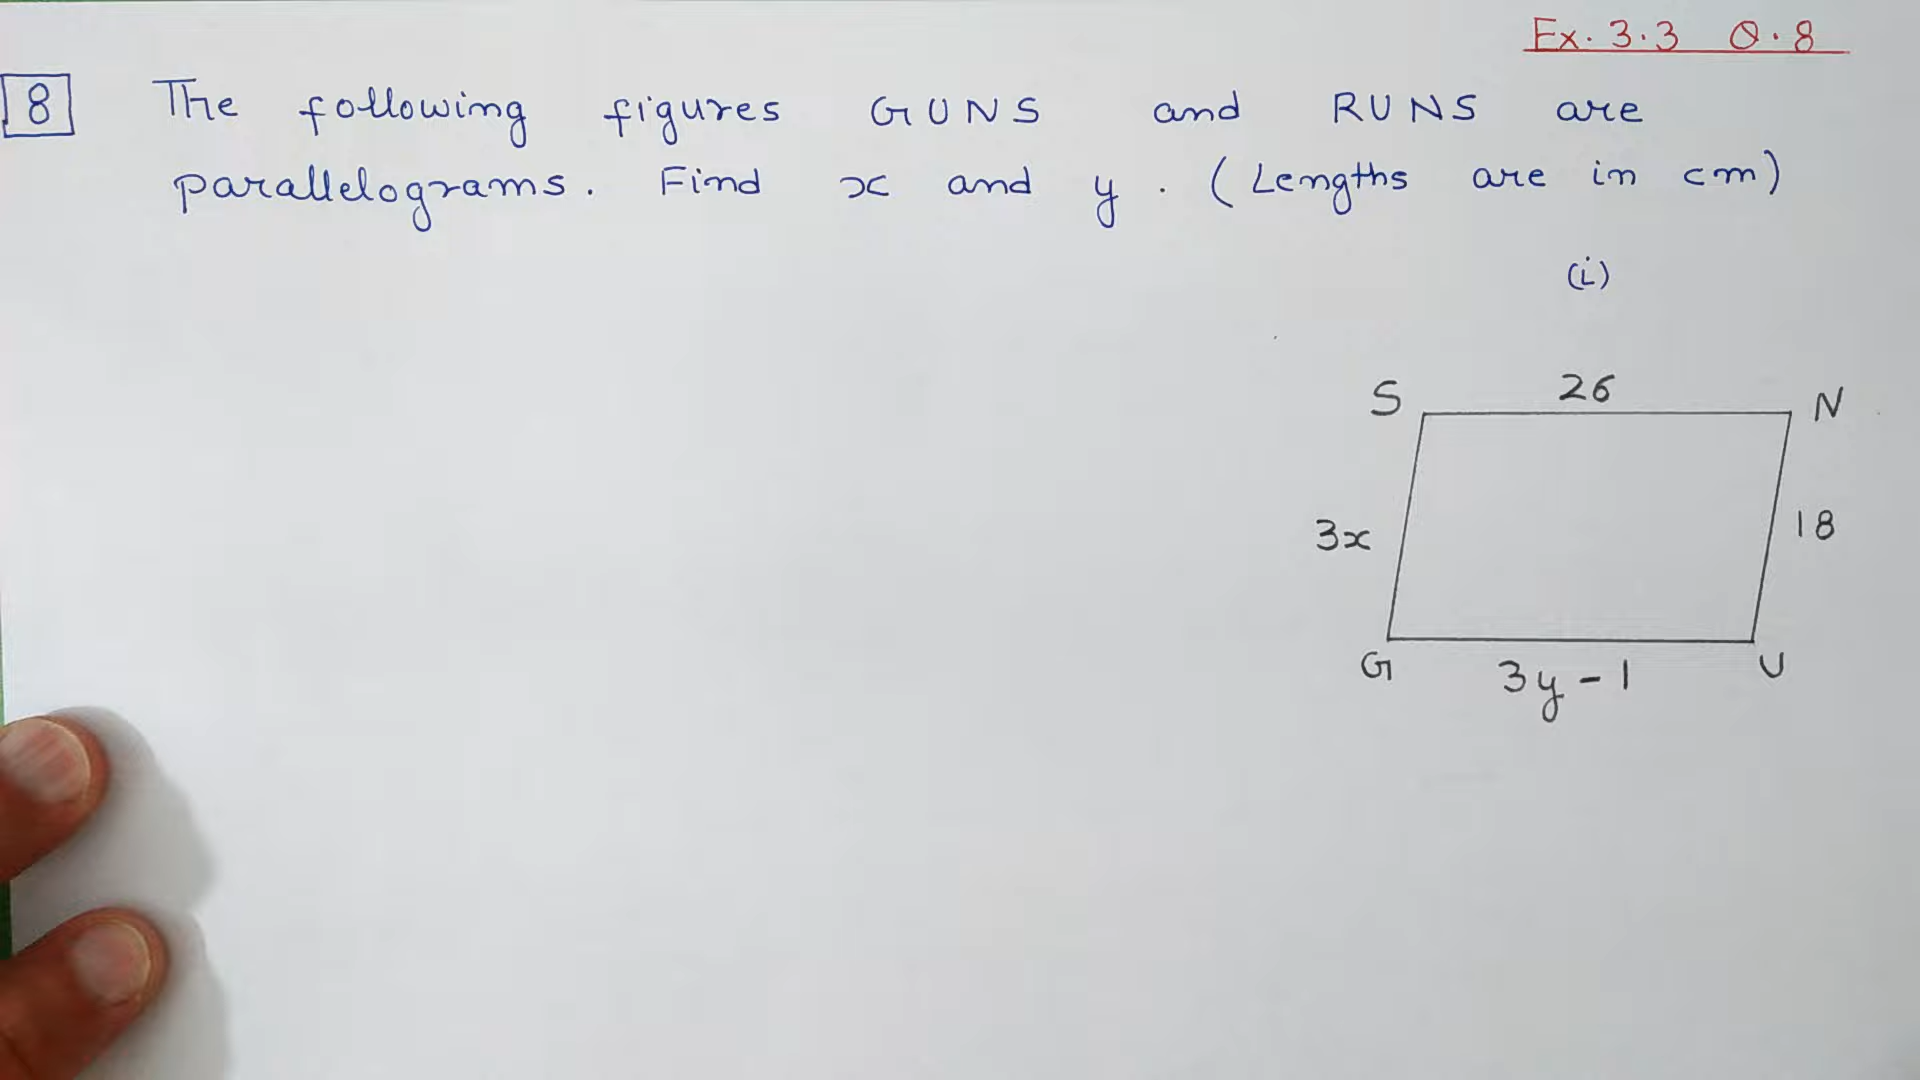 Ex. 3.3 Q.8
8 The following figures GUNS and RUNS are
parallelograms. Find x and y. (Lengths are in cm)
(i)
S 26 N
3x 18
G 3y-1 U